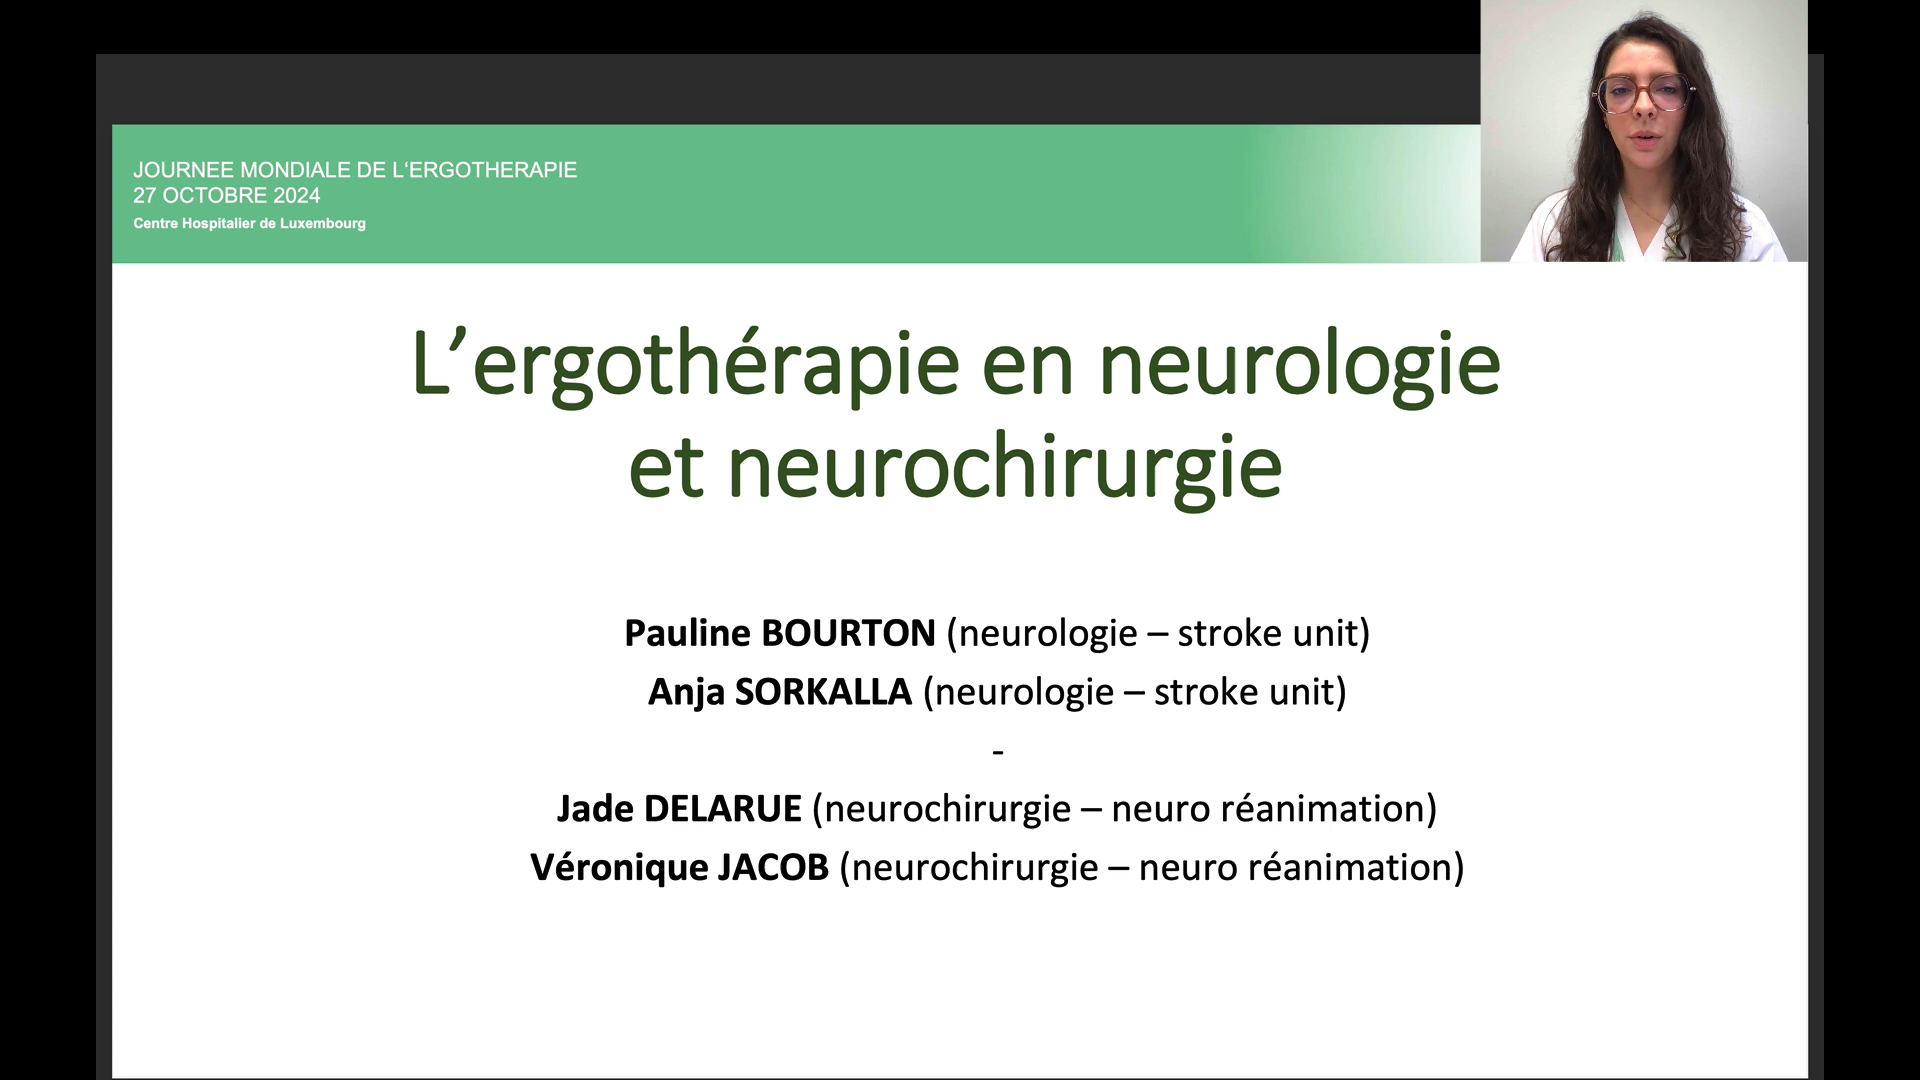 JOURNEE MONDIALE DE L‘ERGOTHERAPIE
27 OCTOBRE 2024
Centre Hospitalier de Luxembourg
L’ergothérapie en neurologie
et neurochirurgie
Pauline BOURTON (neurologie – stroke unit)
Anja SORKALLA (neurologie – stroke unit)
-
Jade DELARUE (neurochirurgie – neuro réanimation)
Véronique JACOB (neurochirurgie – neuro réanimation)